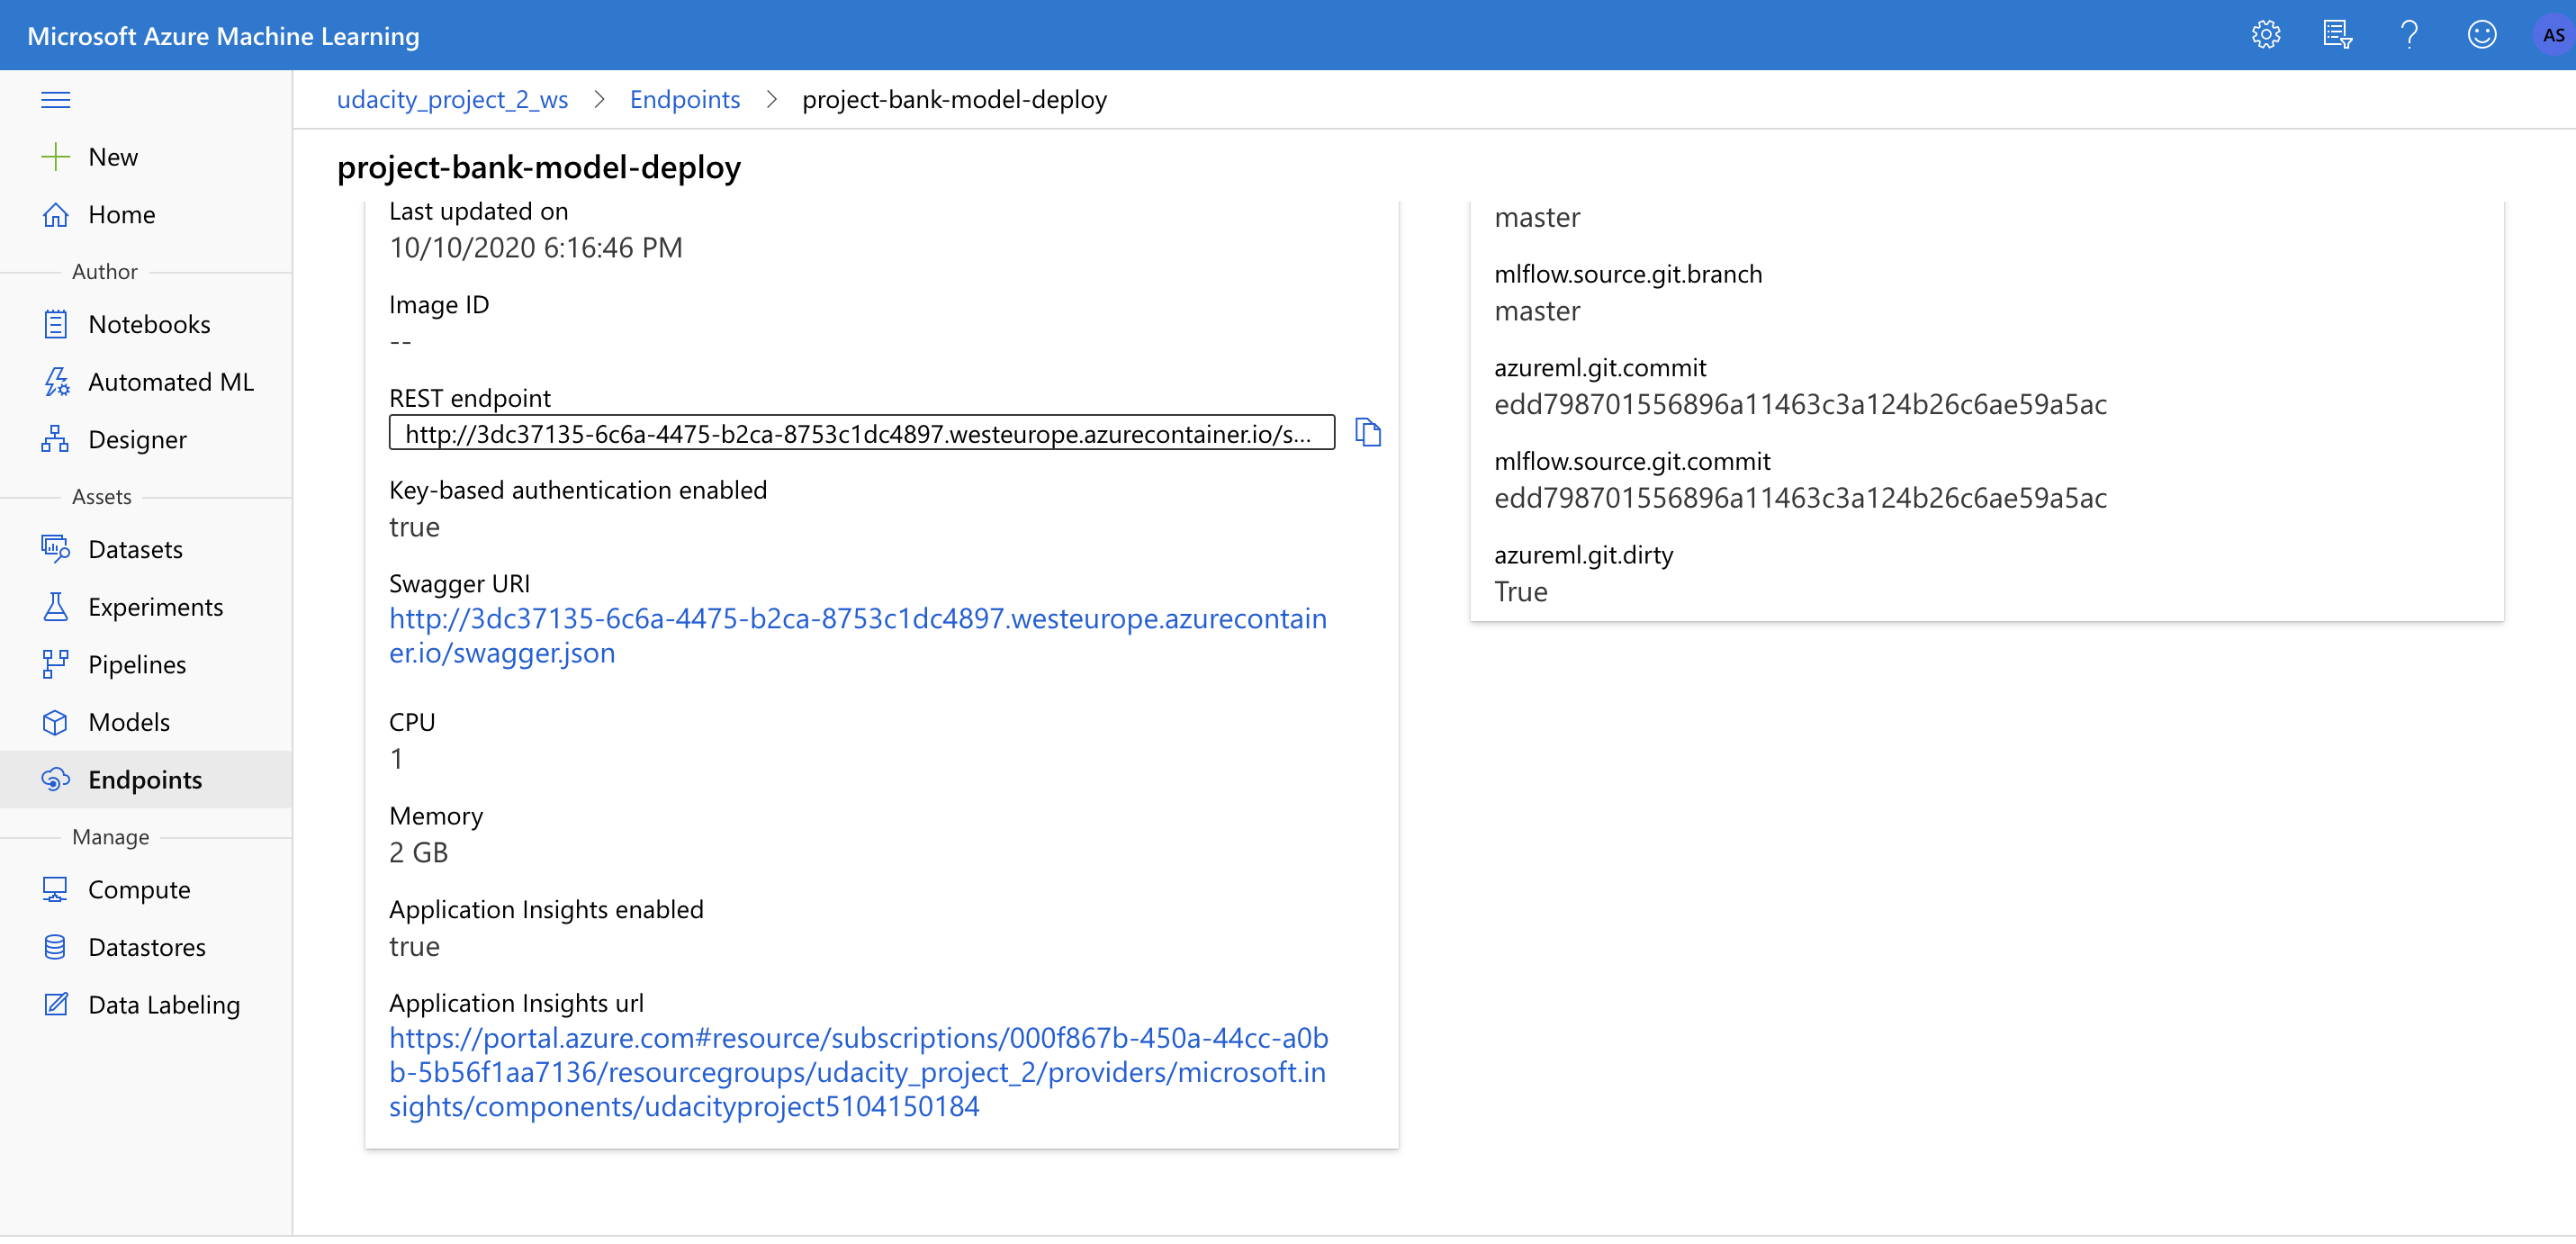 Microsoft Azure Machine Learning
AS
udacity_project_2_ws > Endpoints > project-bank-model-deploy
New
Home
Author
Notebooks
Automated ML
Designer
Assets
Datasets
Experiments
Pipelines
Models
Endpoints
Manage
Compute
Datastores
Data Labeling
project-bank-model-deploy
Last updated on
10/10/2020 6:16:46 PM
Image ID
--
REST endpoint
http://3dc37135-6c6a-4475-b2ca-8753c1dc4897.westeurope.azurecontainer.io/s...
Key-based authentication enabled
true
Swagger URI
http://3dc37135-6c6a-4475-b2ca-8753c1dc4897.westeurope.azurecontain
er.io/swagger.json
CPU
1
Memory
2 GB
Application Insights enabled
true
Application Insights url
https://portal.azure.com#resource/subscriptions/000f867b-450a-44cc-a0b
b-5b56f1aa7136/resourcegroups/udacity_project_2/providers/microsoft.in
sights/components/udacityproject5104150184
master
mlflow.source.git.branch
master
azureml.git.commit
edd798701556896a11463c3a124b26c6ae59a5ac
mlflow.source.git.commit
edd798701556896a11463c3a124b26c6ae59a5ac
azureml.git.dirty
True